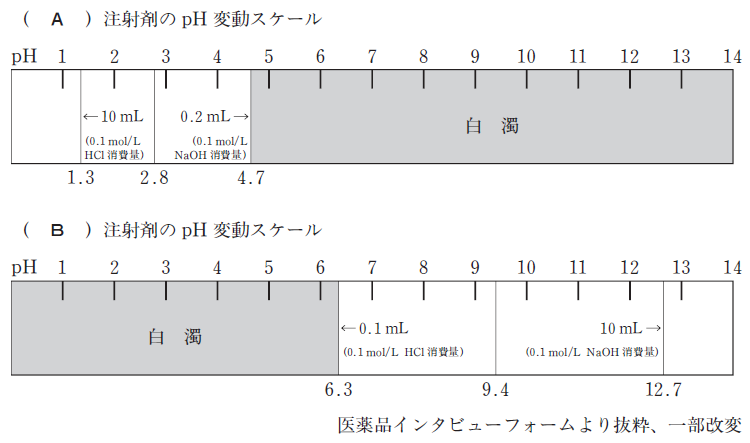 ( A ) 注射剤の pH 変動スケール
pH 1 2 3 4 5 6 7 8 9 10 11 12 13 14
←10 mL 0.2 mL→ 白 濁
(0.1 mol/L (0.1 mol/L
HCl 消費量) NaOH 消費量)
1.3 2.8 4.7
( B ) 注射剤の pH 変動スケール
pH 1 2 3 4 5 6 7 8 9 10 11 12 13 14
白 濁 ←0.1 mL 10 mL→
(0.1 mol/L HCl 消費量) (0.1 mol/L NaOH 消費量)
6.3 9.4 12.7
医薬品インタビューフォームより抜粋、一部改変